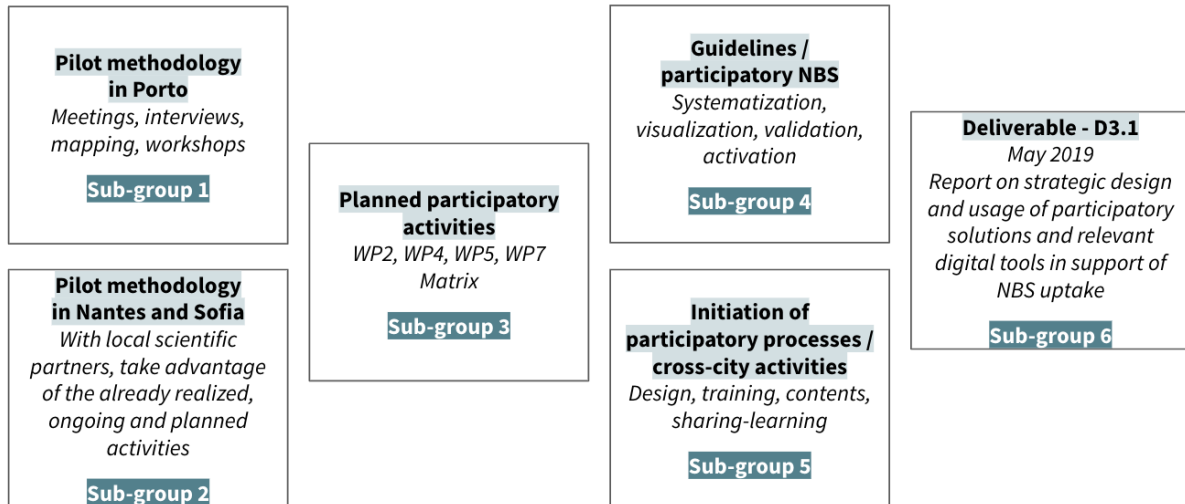 Pilot methodology
in Porto
Meetings, interviews,
mapping, workshops
Sub-group 1
Pilot methodology
in Nantes and Sofia
With local scientific
partners, take advantage
of the already realized,
ongoing and planned
activities
Sub-group 2
Planned participatory
activities
WP2, WP4, WP5, WP7
Matrix
Sub-group 3
Guidelines /
participatory NBS
Systematization,
visualization, validation,
activation
Sub-group 4
Initiation of
participatory processes /
cross-city activities
Design, training, contents,
sharing-learning
Sub-group 5
Deliverable - D3.1
May 2019
Report on strategic design
and usage of participatory
solutions and relevant
digital tools in support of
NBS uptake
Sub-group 6